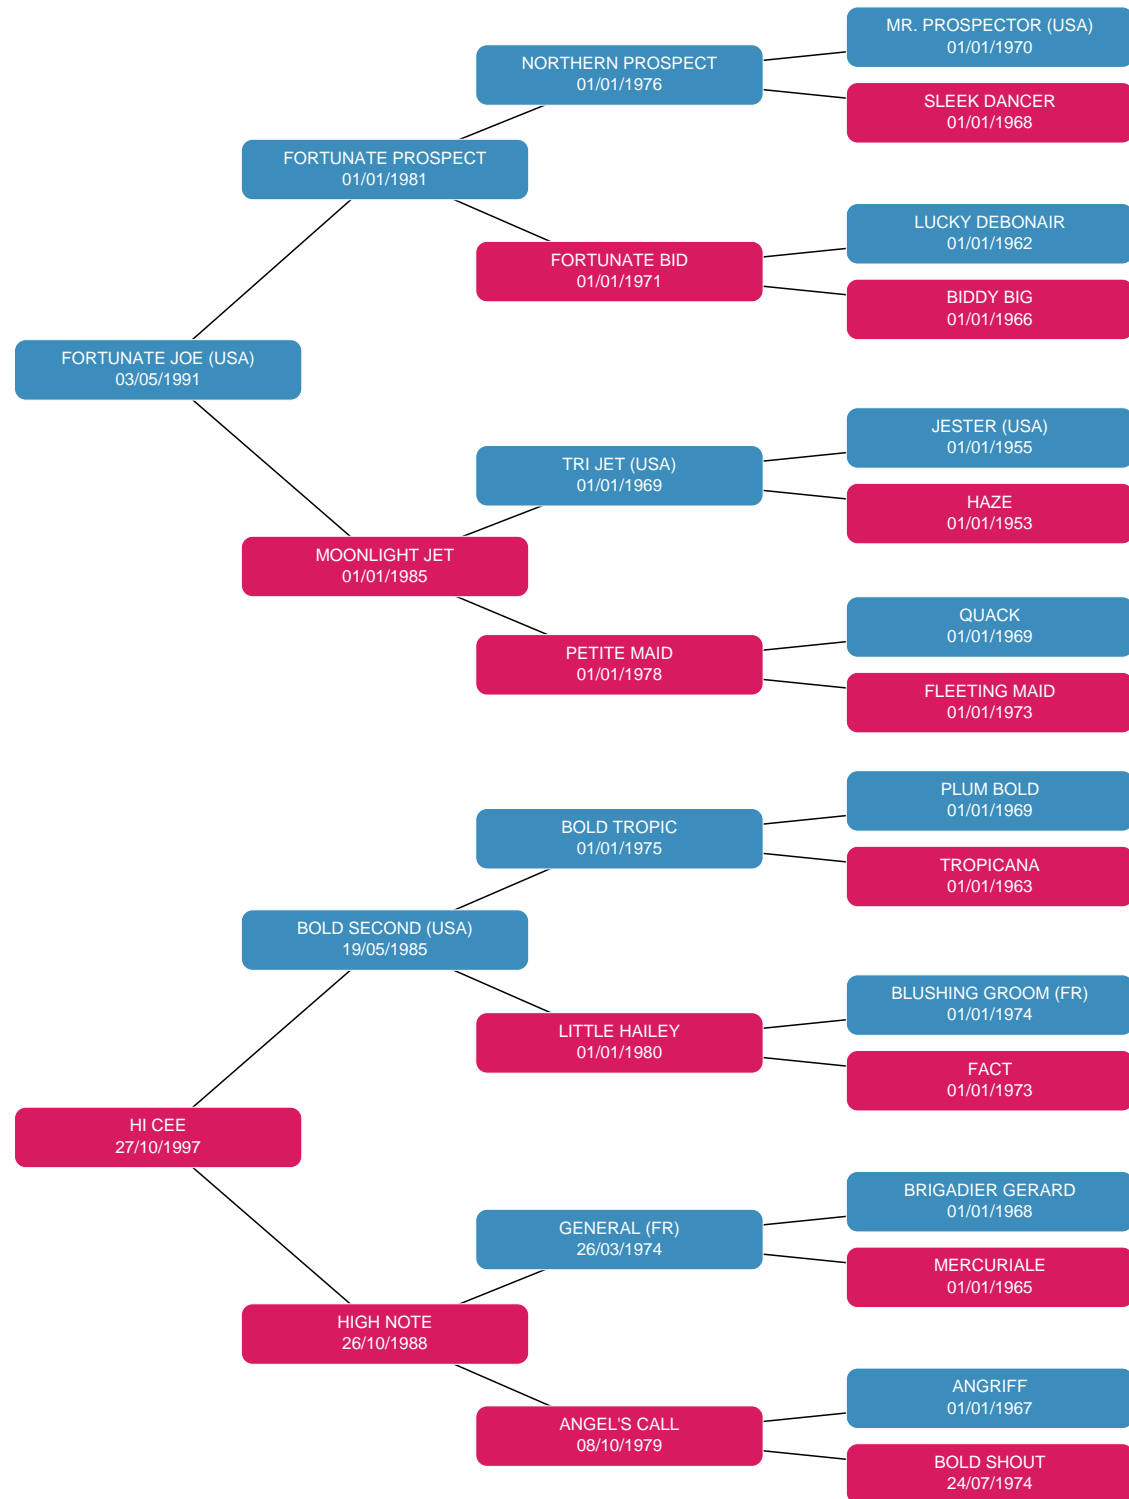 MR. PROSPECTOR (USA)
01/01/1970
NORTHERN PROSPECT
01/01/1976
SLEEK DANCER
01/01/1968
FORTUNATE PROSPECT
01/01/1981
LUCKY DEBONAIR
01/01/1962
FORTUNATE BID
01/01/1971
BIDDY BIG
01/01/1966
FORTUNATE JOE (USA)
03/05/1991
JESTER (USA)
01/01/1955
TRI JET (USA)
01/01/1969
HAZE
01/01/1953
MOONLIGHT JET
01/01/1985
QUACK
01/01/1969
PETITE MAID
01/01/1978
FLEETING MAID
01/01/1973
PLUM BOLD
01/01/1969
BOLD TROPIC
01/01/1975
TROPICANA
01/01/1963
BOLD SECOND (USA)
19/05/1985
BLUSHING GROOM (FR)
01/01/1974
LITTLE HAILEY
01/01/1980
FACT
01/01/1973
HI CEE
27/10/1997
BRIGADIER GERARD
01/01/1968
GENERAL (FR)
26/03/1974
MERCURIALE
01/01/1965
HIGH NOTE
26/10/1988
ANGRIFF
01/01/1967
ANGEL'S CALL
08/10/1979
BOLD SHOUT
24/07/1974